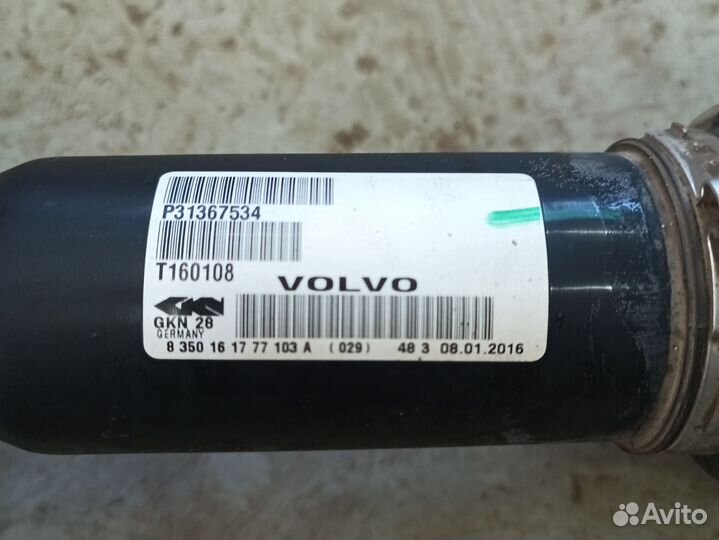 P31367534
T160108
VOLVO
GKN
GKN 28
GERMANY
8 350 16 17 77 103 A (029) 48 3 08.01.2016
Avito